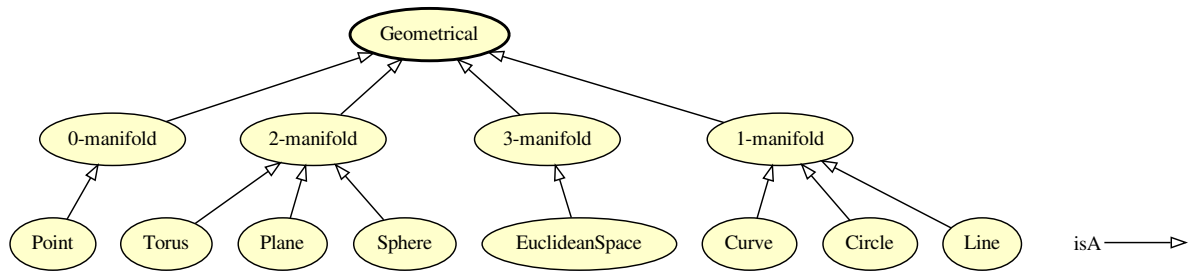 Geometrical
0-manifold 2-manifold 3-manifold 1-manifold
Point Torus Plane Sphere EuclideanSpace Curve Circle Line isA